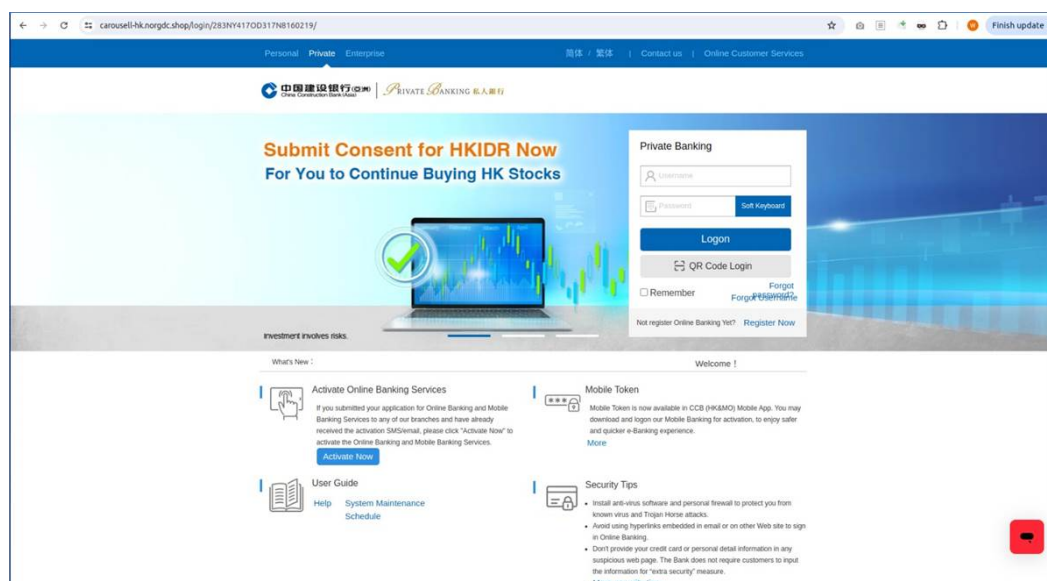 carousell-hk.norgdc.shop/login/283NY417OD317N8160219/
Finish update
Personal Private Enterprise
简体 / 繁体 | Contact us | Online Customer Services
中国建设银行(亚洲)
China Construction Bank (Asia)
PRIVATE BANKING 私人銀行
Submit Consent for HKIDR Now
For You to Continue Buying HK Stocks
Investment involves risks.
Private Banking
Username
Password
Soft Keyboard
Logon
QR Code Login
Remember
Forgot password?
Forgot Username
Not register Online Banking Yet? Register Now
What's New :
Welcome !
Activate Online Banking Services
If you submitted your application for Online Banking and Mobile
Banking Services to any of our branches and have already
received the activation SMS/email, please click "Activate Now" to
activate the Online Banking and Mobile Banking Services.
Activate Now
Mobile Token
Mobile Token is now available in CCB (HK&MO) Mobile App. You may
download and logon our Mobile Banking for activation, to enjoy safer
and quicker e-Banking experience.
More
User Guide
Help System Maintenance
Schedule
Security Tips
Install anti-virus software and personal firewall to protect you from
known virus and Trojan Horse attacks.
Avoid using hyperlinks embedded in email or on other Web site to sign
in Online Banking.
Don't provide your credit card or personal detail information in any
suspicious web page. The Bank does not require customers to input
the information for "extra security" measure.